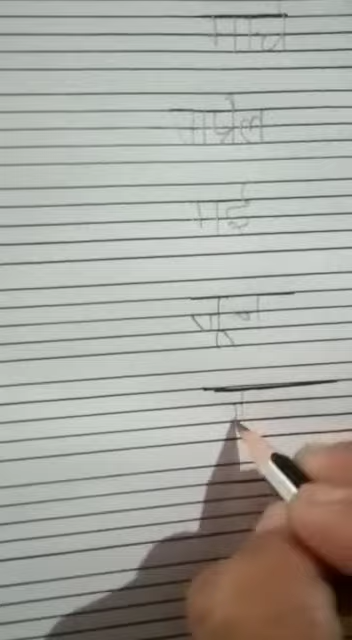 मार्च
अप्रैल
मई
जून